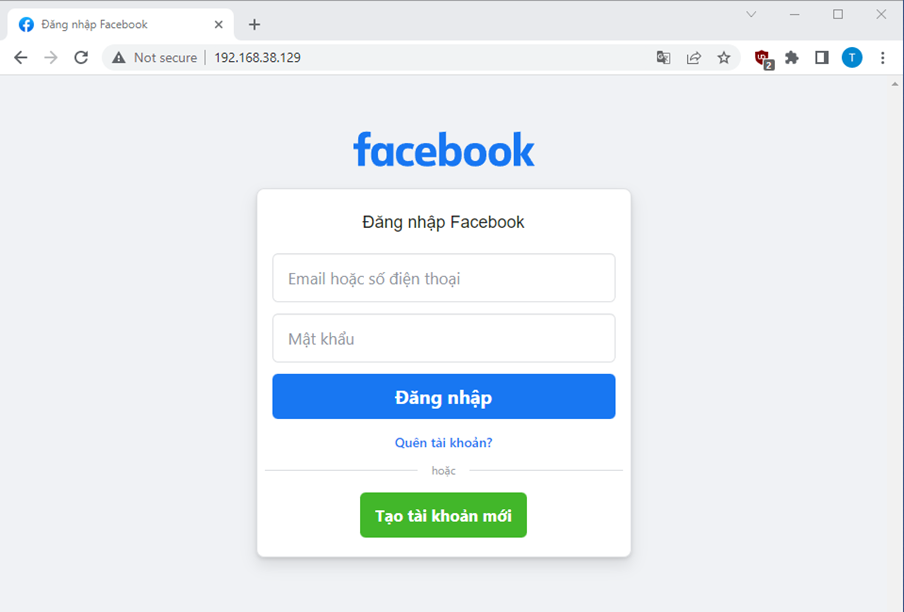 Đăng nhập Facebook
Not secure
192.168.38.129
2
T
facebook
Đăng nhập Facebook
Email hoặc số điện thoại
Mật khẩu
Đăng nhập
Quên tài khoản?
hoặc
Tạo tài khoản mới